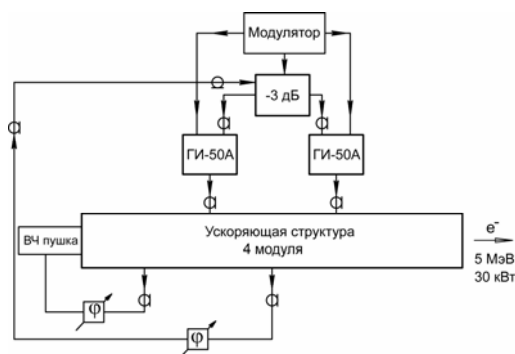 Модулятор
-3 дБ
ГИ-50А
ГИ-50А
Ускоряющая структура
4 модуля
ВЧ пушка
e⁻
5 МэВ
30 кВт
φ
φ